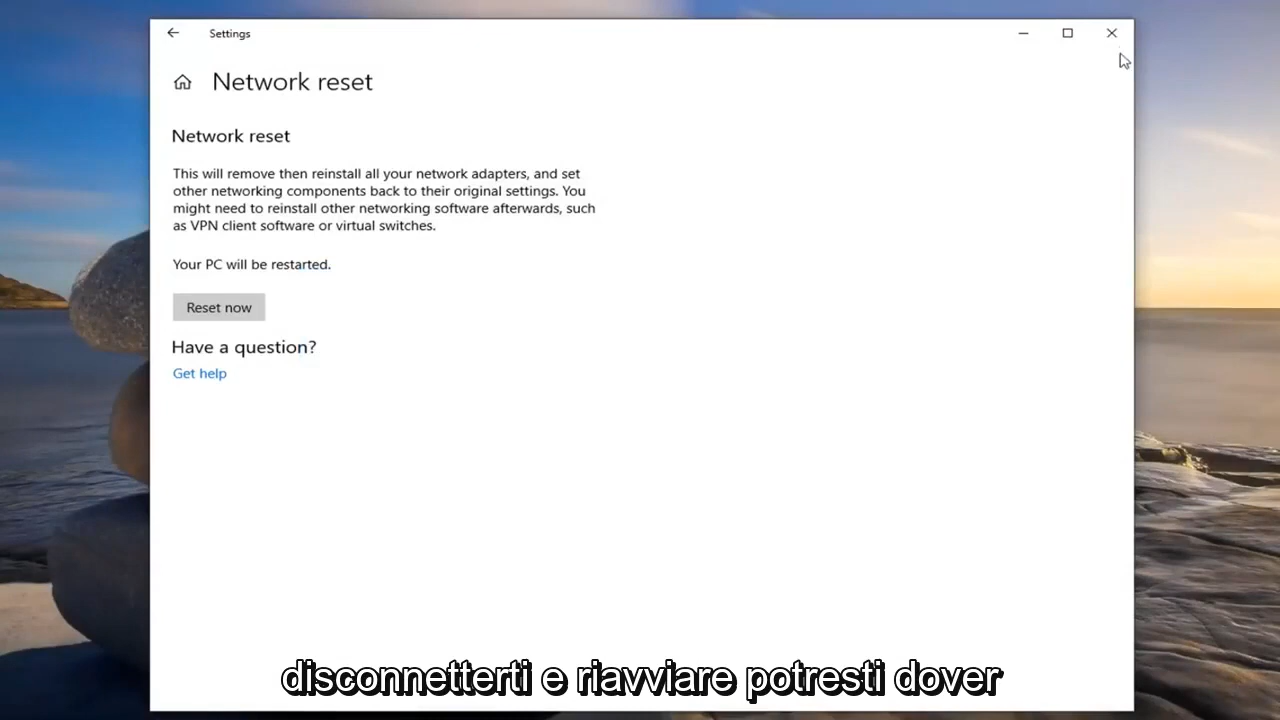 Settings
Network reset
Network reset
This will remove then reinstall all your network adapters, and set
other networking components back to their original settings. You
might need to reinstall other networking software afterwards, such
as VPN client software or virtual switches.
Your PC will be restarted.
Reset now
Have a question?
Get help
disconnetterti e riavviare potresti dover